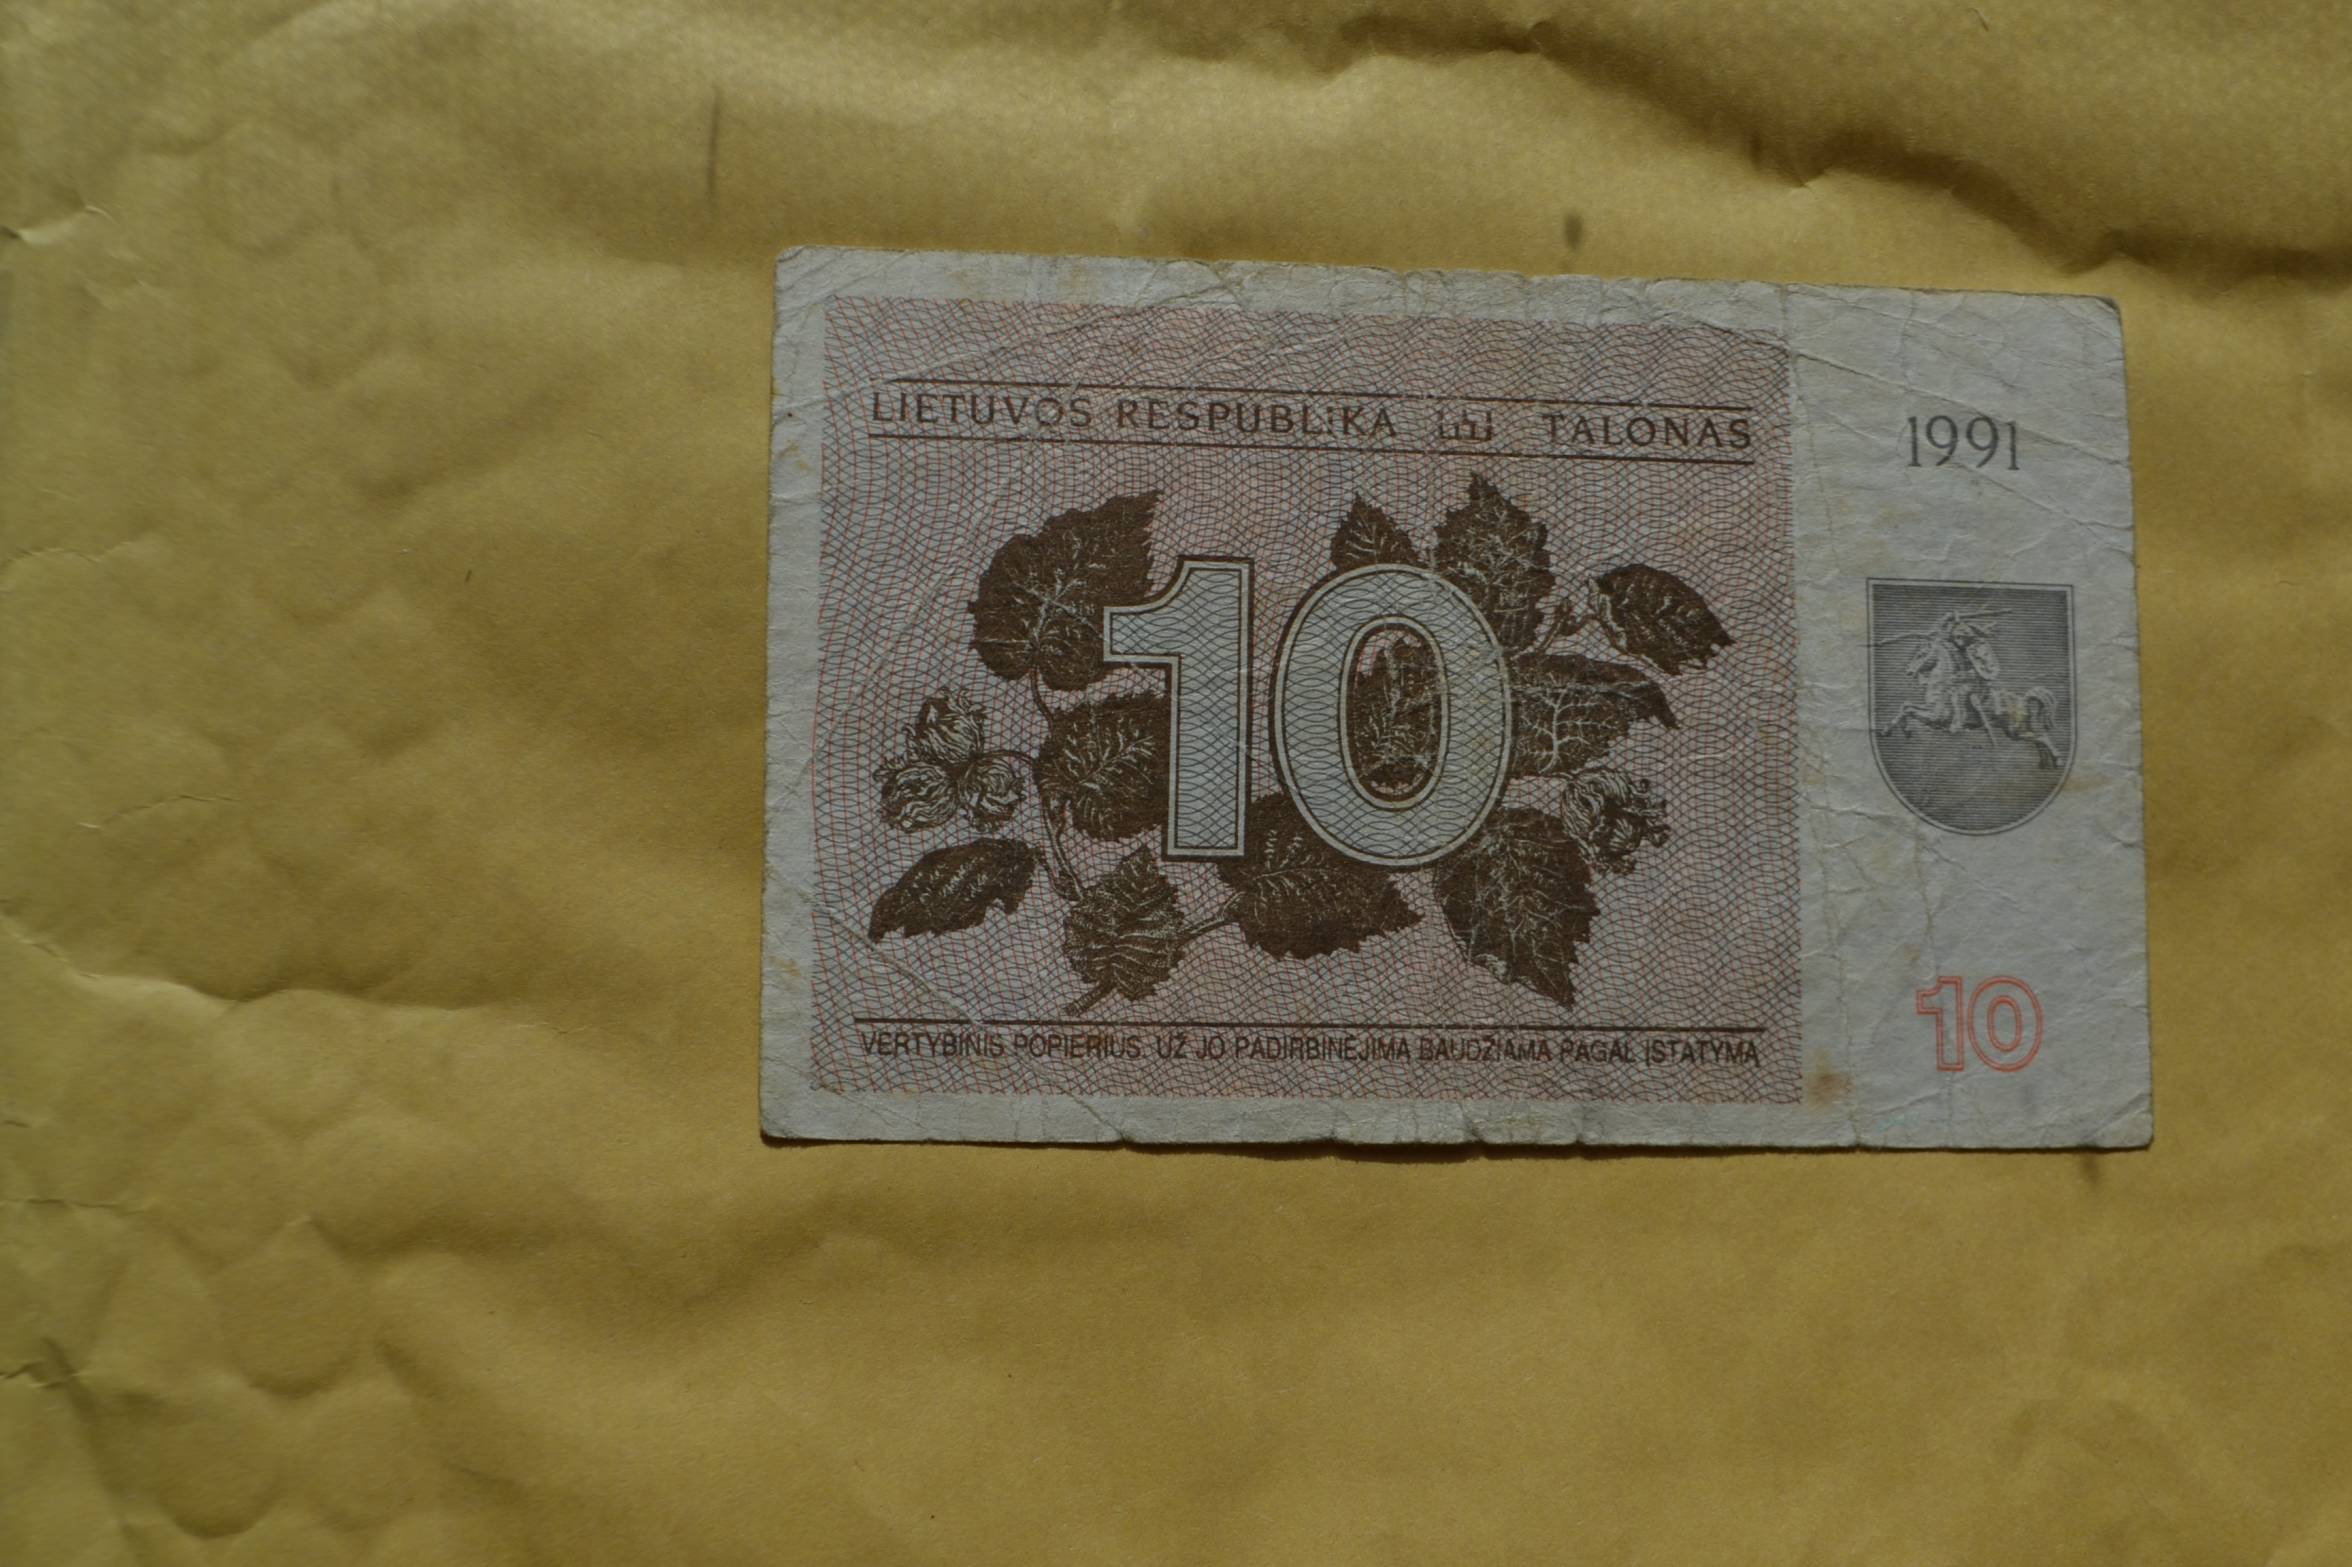 LIETUVOS RESPUBLIKA TALONAS
1991
10
10
VERTYBINIS POPIERIUS. UŽ JO PADIRBINĖJIMĄ BAUDŽIAMA PAGAL ĮSTATYMĄ